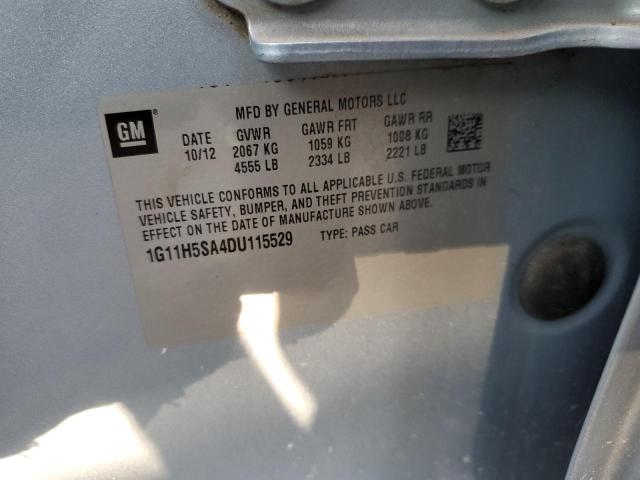 GM
MFD BY GENERAL MOTORS LLC
DATE GVWR GAWR FRT GAWR RR
10/12 2067 KG 1059 KG 1008 KG
4555 LB 2334 LB 2221 LB
THIS VEHICLE CONFORMS TO ALL APPLICABLE U.S. FEDERAL MOTOR
VEHICLE SAFETY, BUMPER, AND THEFT PREVENTION STANDARDS IN
EFFECT ON THE DATE OF MANUFACTURE SHOWN ABOVE.
1G11H5SA4DU115529 TYPE: PASS CAR